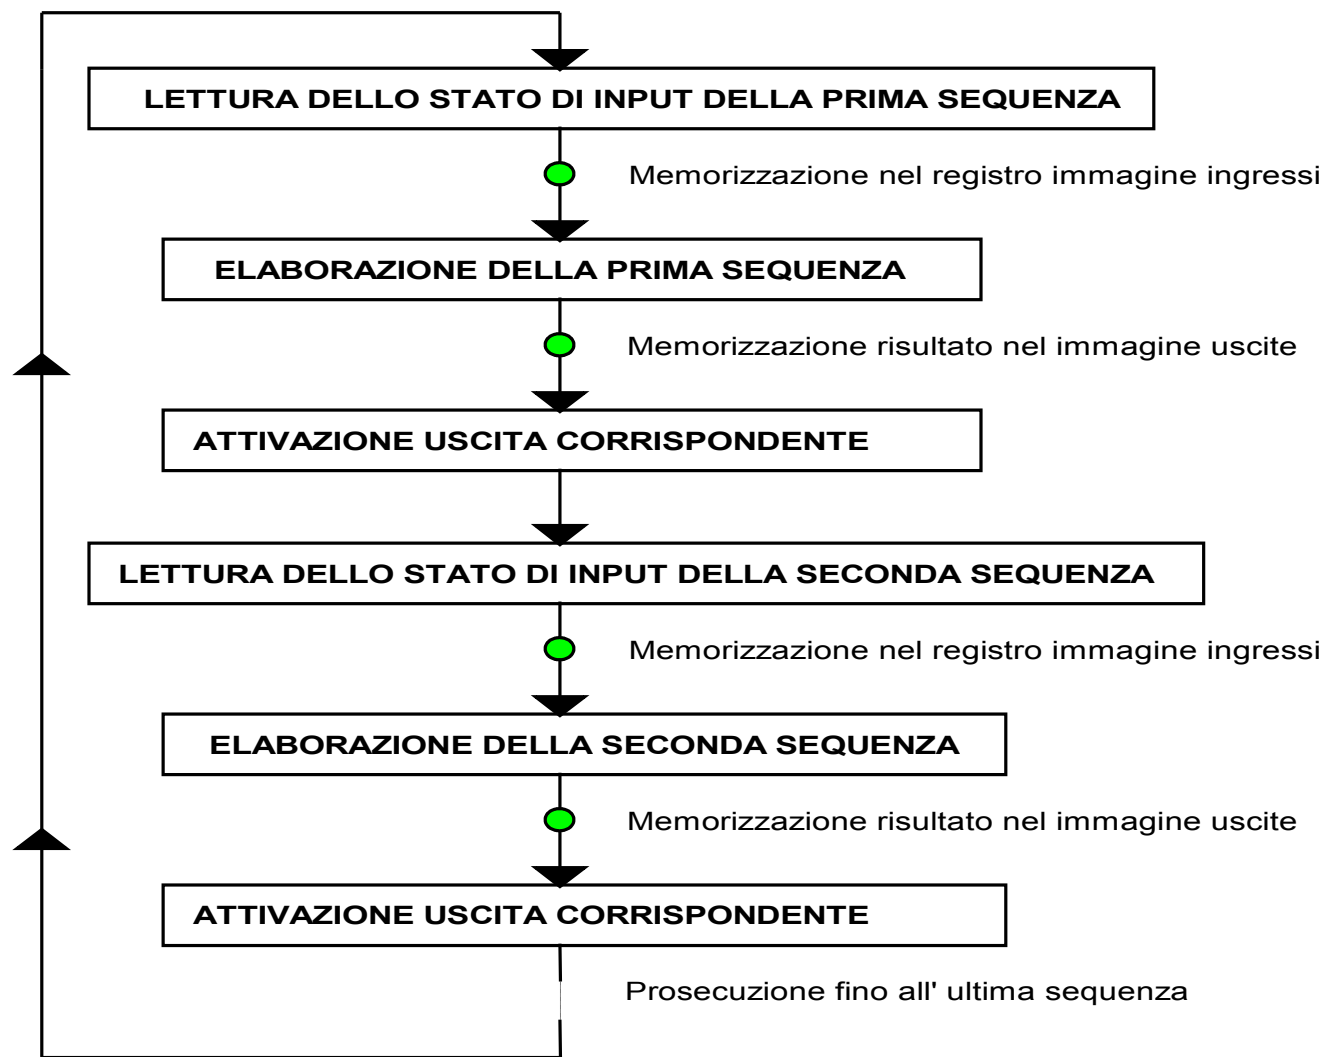 LETTURA DELLO STATO DI INPUT DELLA PRIMA SEQUENZA
Memorizzazione nel registro immagine ingressi
ELABORAZIONE DELLA PRIMA SEQUENZA
Memorizzazione risultato nel immagine uscite
ATTIVAZIONE USCITA CORRISPONDENTE
LETTURA DELLO STATO DI INPUT DELLA SECONDA SEQUENZA
Memorizzazione nel registro immagine ingressi
ELABORAZIONE DELLA SECONDA SEQUENZA
Memorizzazione risultato nel immagine uscite
ATTIVAZIONE USCITA CORRISPONDENTE
Prosecuzione fino all' ultima sequenza